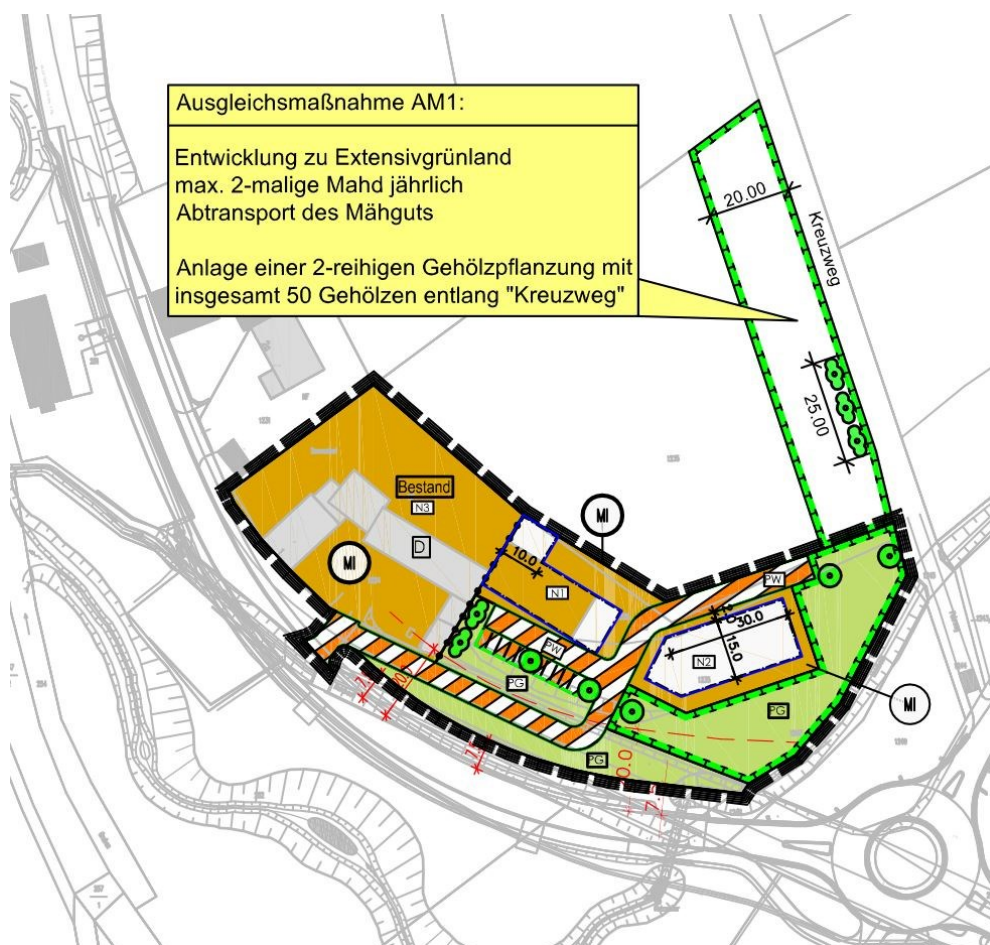 Ausgleichsmaßnahme AM1:
Entwicklung zu Extensivgrünland
max. 2-malige Mahd jährlich
Abtransport des Mähguts
Anlage einer 2-reihigen Gehölzpflanzung mit
insgesamt 50 Gehölzen entlang "Kreuzweg"
20.00
Kreuzweg
25.00
Bestand
N3
D
MI
MI
10.0
N1
PW
PW
30.0
15.0
N2
PG
PG
PG
MI